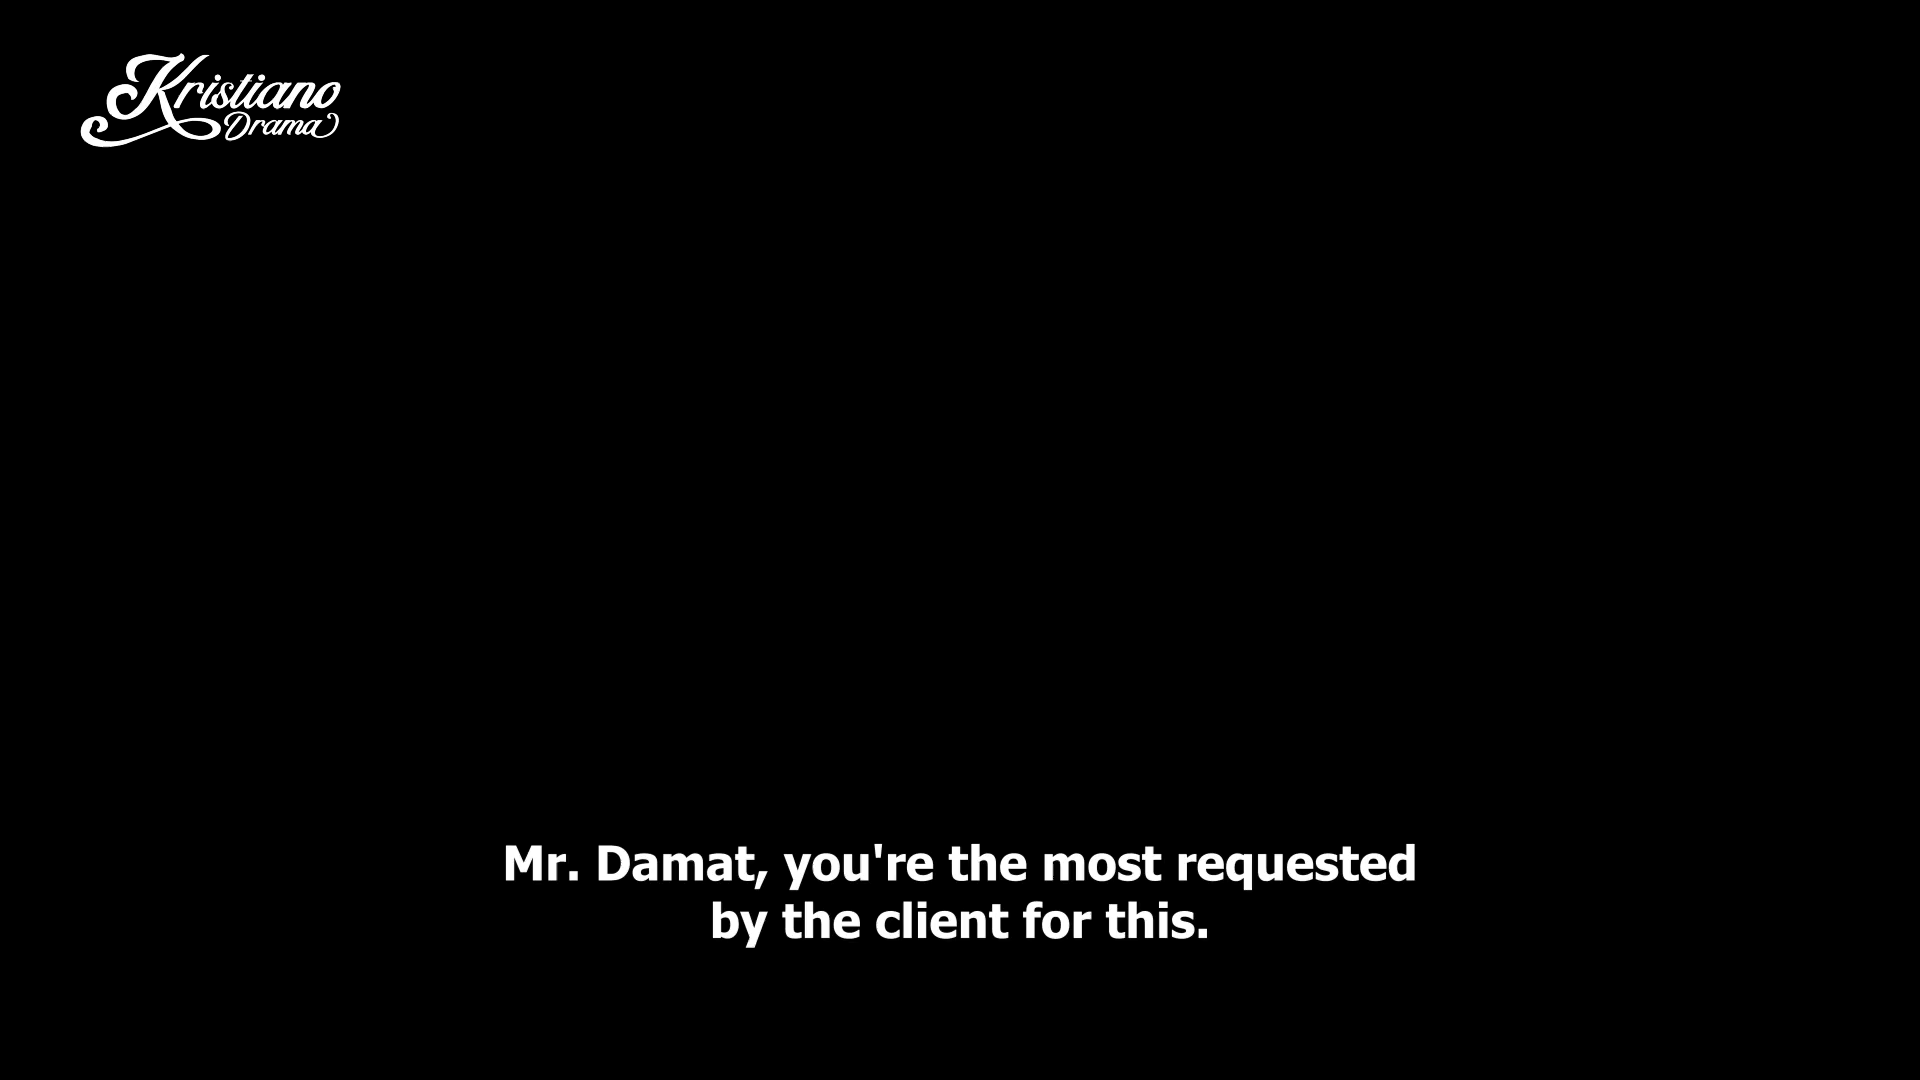 Kristiano
Drama
Mr. Damat, you're the most requested
by the client for this.